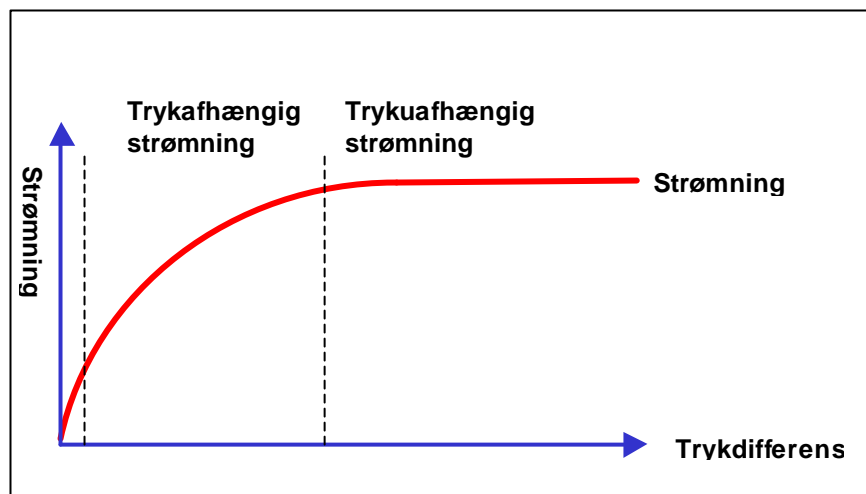 Trykafhængig
strømning
Trykuafhængig
strømning
Strømning
Strømning
Trykdifferens